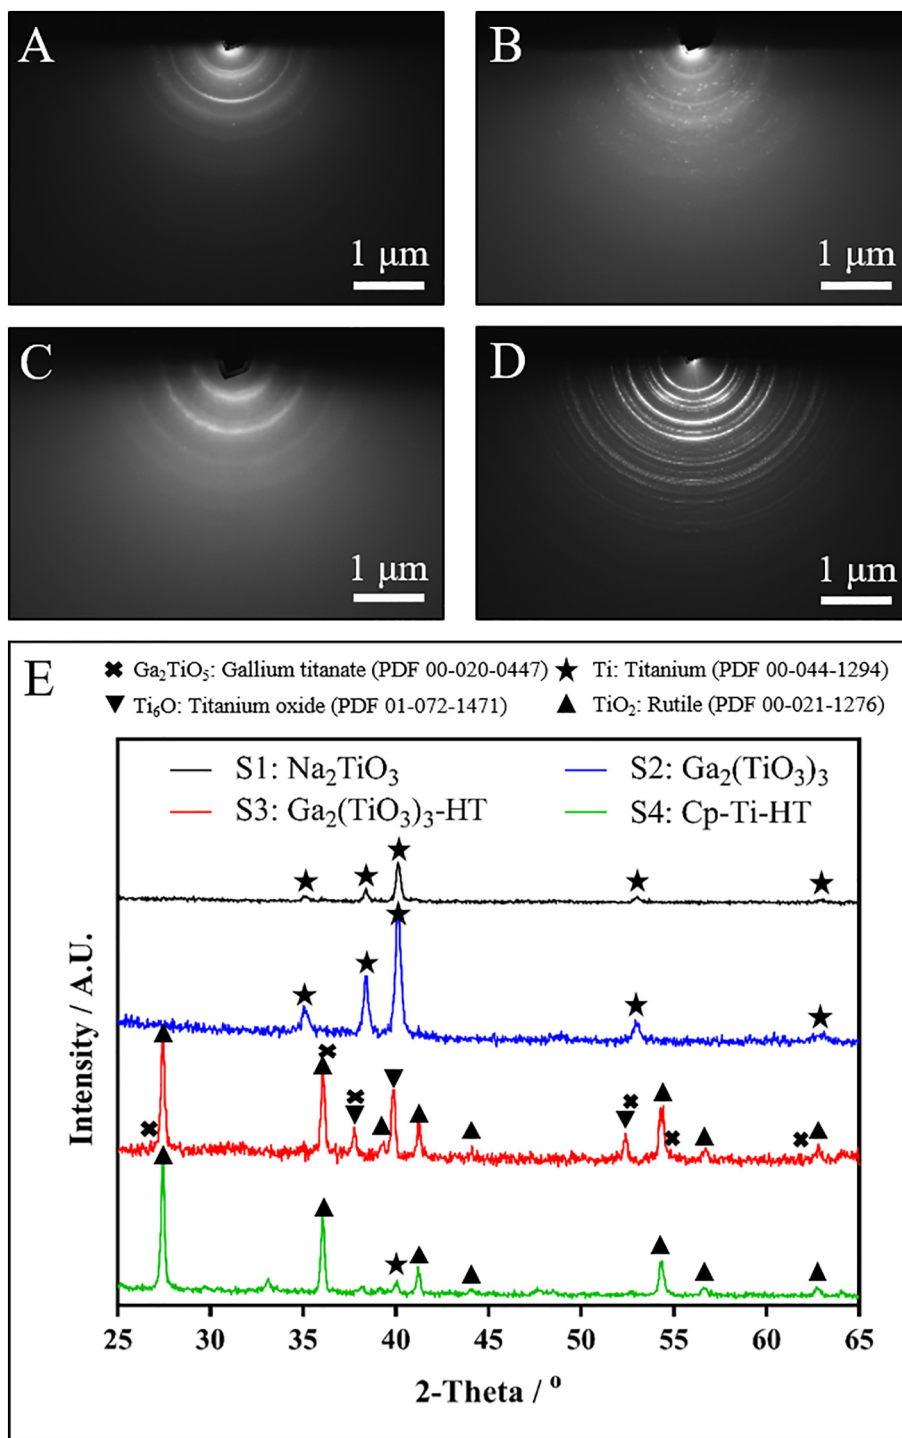 A
B
1 μm
1 μm
C
D
1 μm
1 μm
E
Ga₂TiO₅: Gallium titanate (PDF 00-020-0447)
Ti: Titanium (PDF 00-044-1294)
Ti₆O: Titanium oxide (PDF 01-072-1471)
TiO₂: Rutile (PDF 00-021-1276)
S1: Na₂TiO₃
S2: Ga₂(TiO₃)₃
S3: Ga₂(TiO₃)₃-HT
S4: Cp-Ti-HT
Intensity / A.U.
25 30 35 40 45 50 55 60 65
2-Theta / º